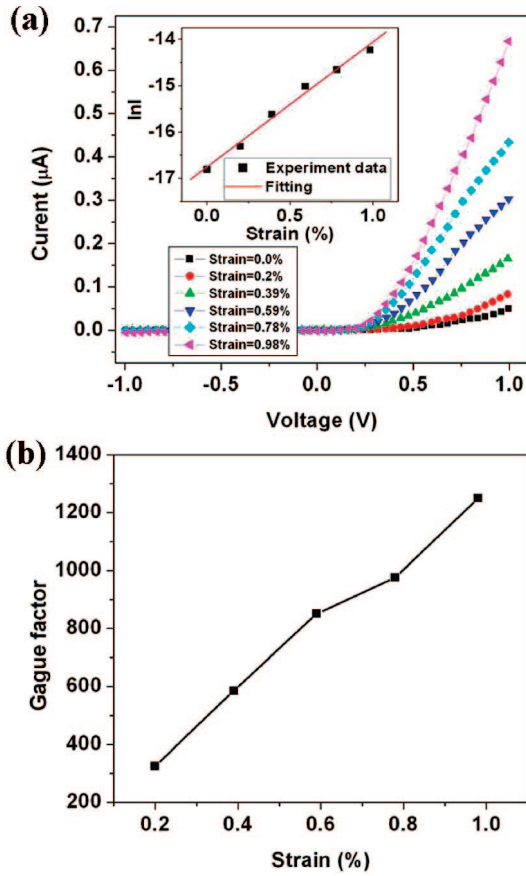 (a)
0.7
0.6
0.5
0.4
0.3
0.2
0.1
0.0
Curent (μA)
-1.0
-0.5
0.0
0.5
1.0
Voltage (V)
-14
-15
-16
-17
lnI
0.0
0.5
1.0
Strain (%)
Experiment data
Fitting
Strain=0.0%
Strain=0.2%
Strain=0.39%
Strain=0.59%
Strain=0.78%
Strain=0.98%
(b)
1400
1200
1000
800
600
400
200
Gague factor
0.2
0.4
0.6
0.8
1.0
Strain (%)